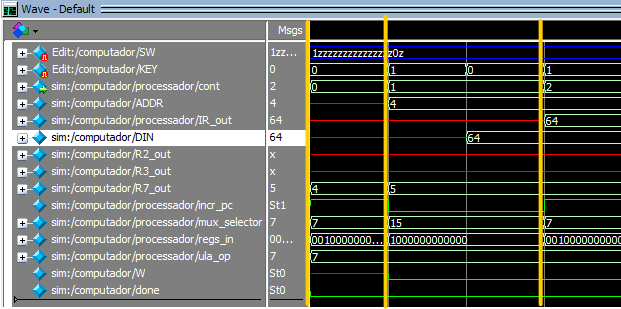 Wave - Default
Msgs
Edit:/computador/SW 1zz... 1zzzzzzzzzzzzzz0z
Edit:/computador/KEY 0 0 1 0 1
sim:/computador/processador/cont 2 0 1 2
sim:/computador/ADDR 4 4
sim:/computador/processador/IR_out 64 64
sim:/computador/DIN 64 64
sim:/computador/R2_out x
sim:/computador/R3_out x
sim:/computador/R7_out 5 4 5
sim:/computador/processador/incr_pc St1
sim:/computador/processador/mux_selector 7 7 15 7
sim:/computador/processador/regs_in 00... 0010000000... 1000000000000 0010000000000
sim:/computador/processador/ula_op 7 7
sim:/computador/W St0
sim:/computador/done St0